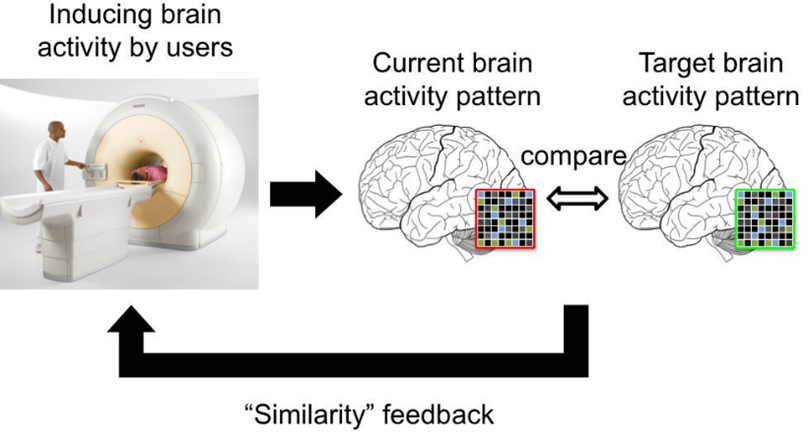 Inducing brain
activity by users
Current brain
activity pattern
Target brain
activity pattern
compare
“Similarity” feedback